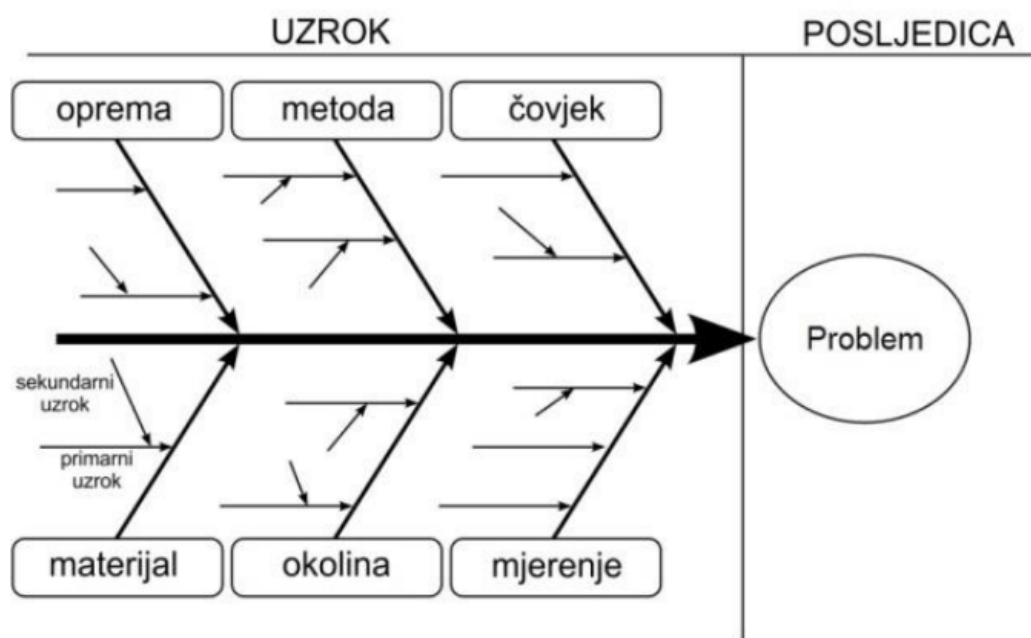 UZROK
POSLJEDICA
oprema
metoda
čovjek
Problem
sekundarni
uzrok
primarni
uzrok
materijal
okolina
mjerenje